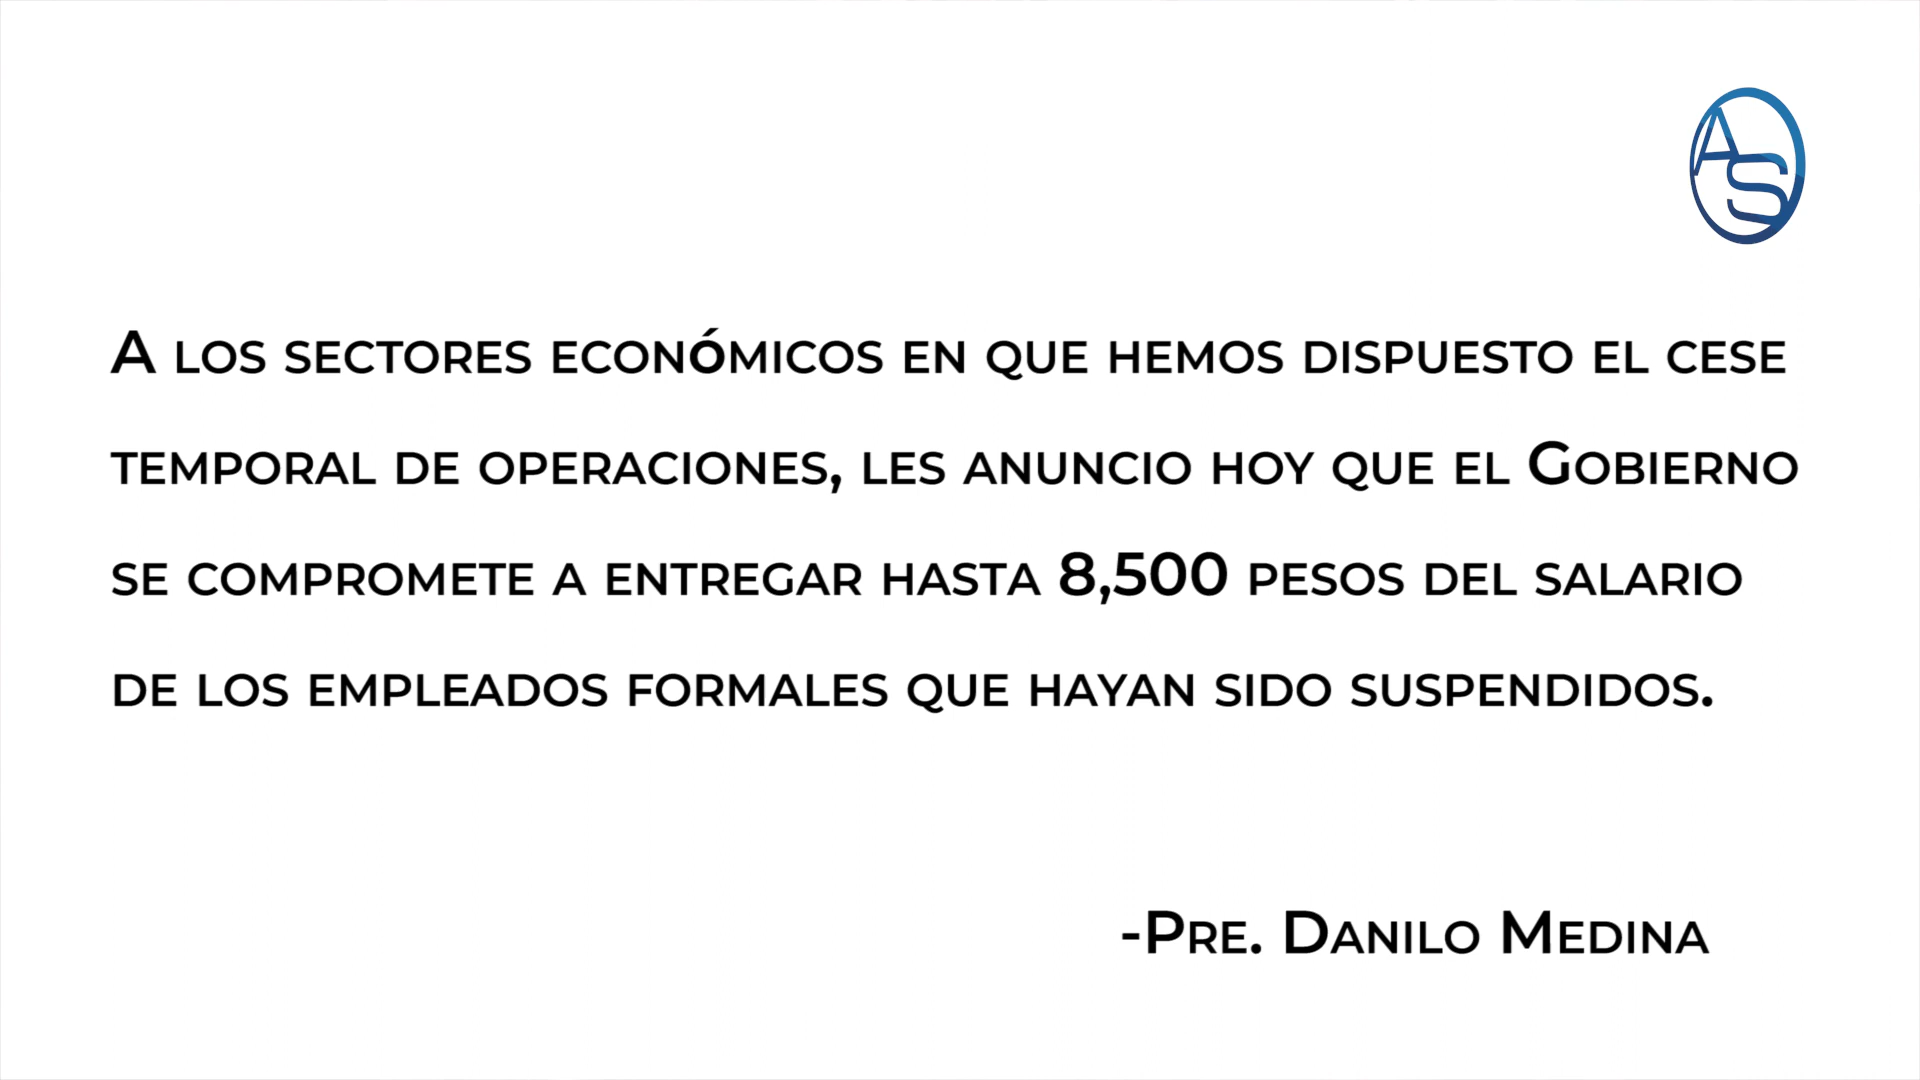 AS
A los sectores económicos en que hemos dispuesto el cese
temporal de operaciones, les anuncio hoy que el Gobierno
se compromete a entregar hasta 8,500 pesos del salario
de los empleados formales que hayan sido suspendidos.
-Pre. Danilo Medina